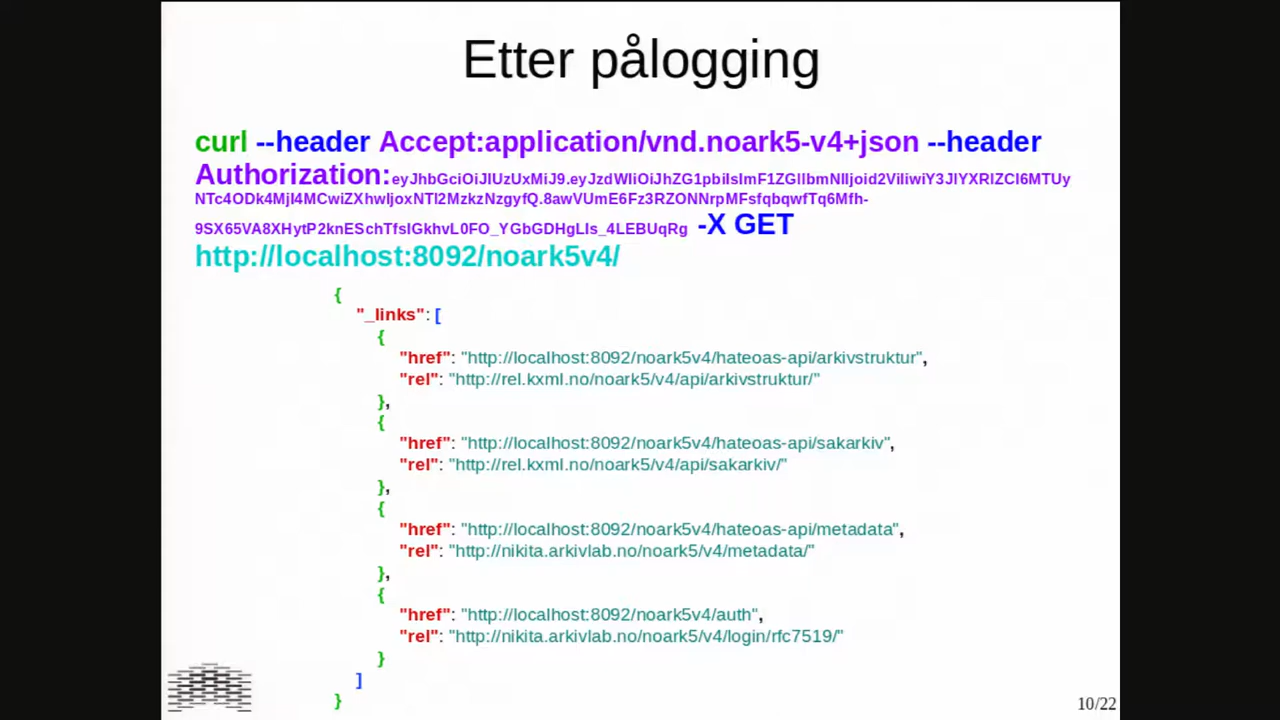 Etter pålogging
curl --header Accept:application/vnd.noark5-v4+json --header
Authorization:eyJhbGciOiJIUzUxMiJ9.eyJzdWIiOiJhZG1pbiIsImF1ZGllbmNlIjoid2ViIiwiY3JlYXRlZCI6MTUy
NTc4ODk4MjI4MCwiZXhwIjoxNTI2MzkzNzgyfQ.8awVUmE6Fz3RZONNrpMFsfqbqwfTq6Mfh-
9SX65VA8XHytP2knESchTfsIGkhvL0FO_YGbGDHgLIs_4LEBUqRg -X GET
http://localhost:8092/noark5v4/
{
"_links": [
{
"href": "http://localhost:8092/noark5v4/hateoas-api/arkivstruktur",
"rel": "http://rel.kxml.no/noark5/v4/api/arkivstruktur/"
},
{
"href": "http://localhost:8092/noark5v4/hateoas-api/sakarkiv",
"rel": "http://rel.kxml.no/noark5/v4/api/sakarkiv/"
},
{
"href": "http://localhost:8092/noark5v4/hateoas-api/metadata",
"rel": "http://nikita.arkivlab.no/noark5/v4/metadata/"
},
{
"href": "http://localhost:8092/noark5v4/auth",
"rel": "http://nikita.arkivlab.no/noark5/v4/login/rfc7519/"
}
]
}
10/22